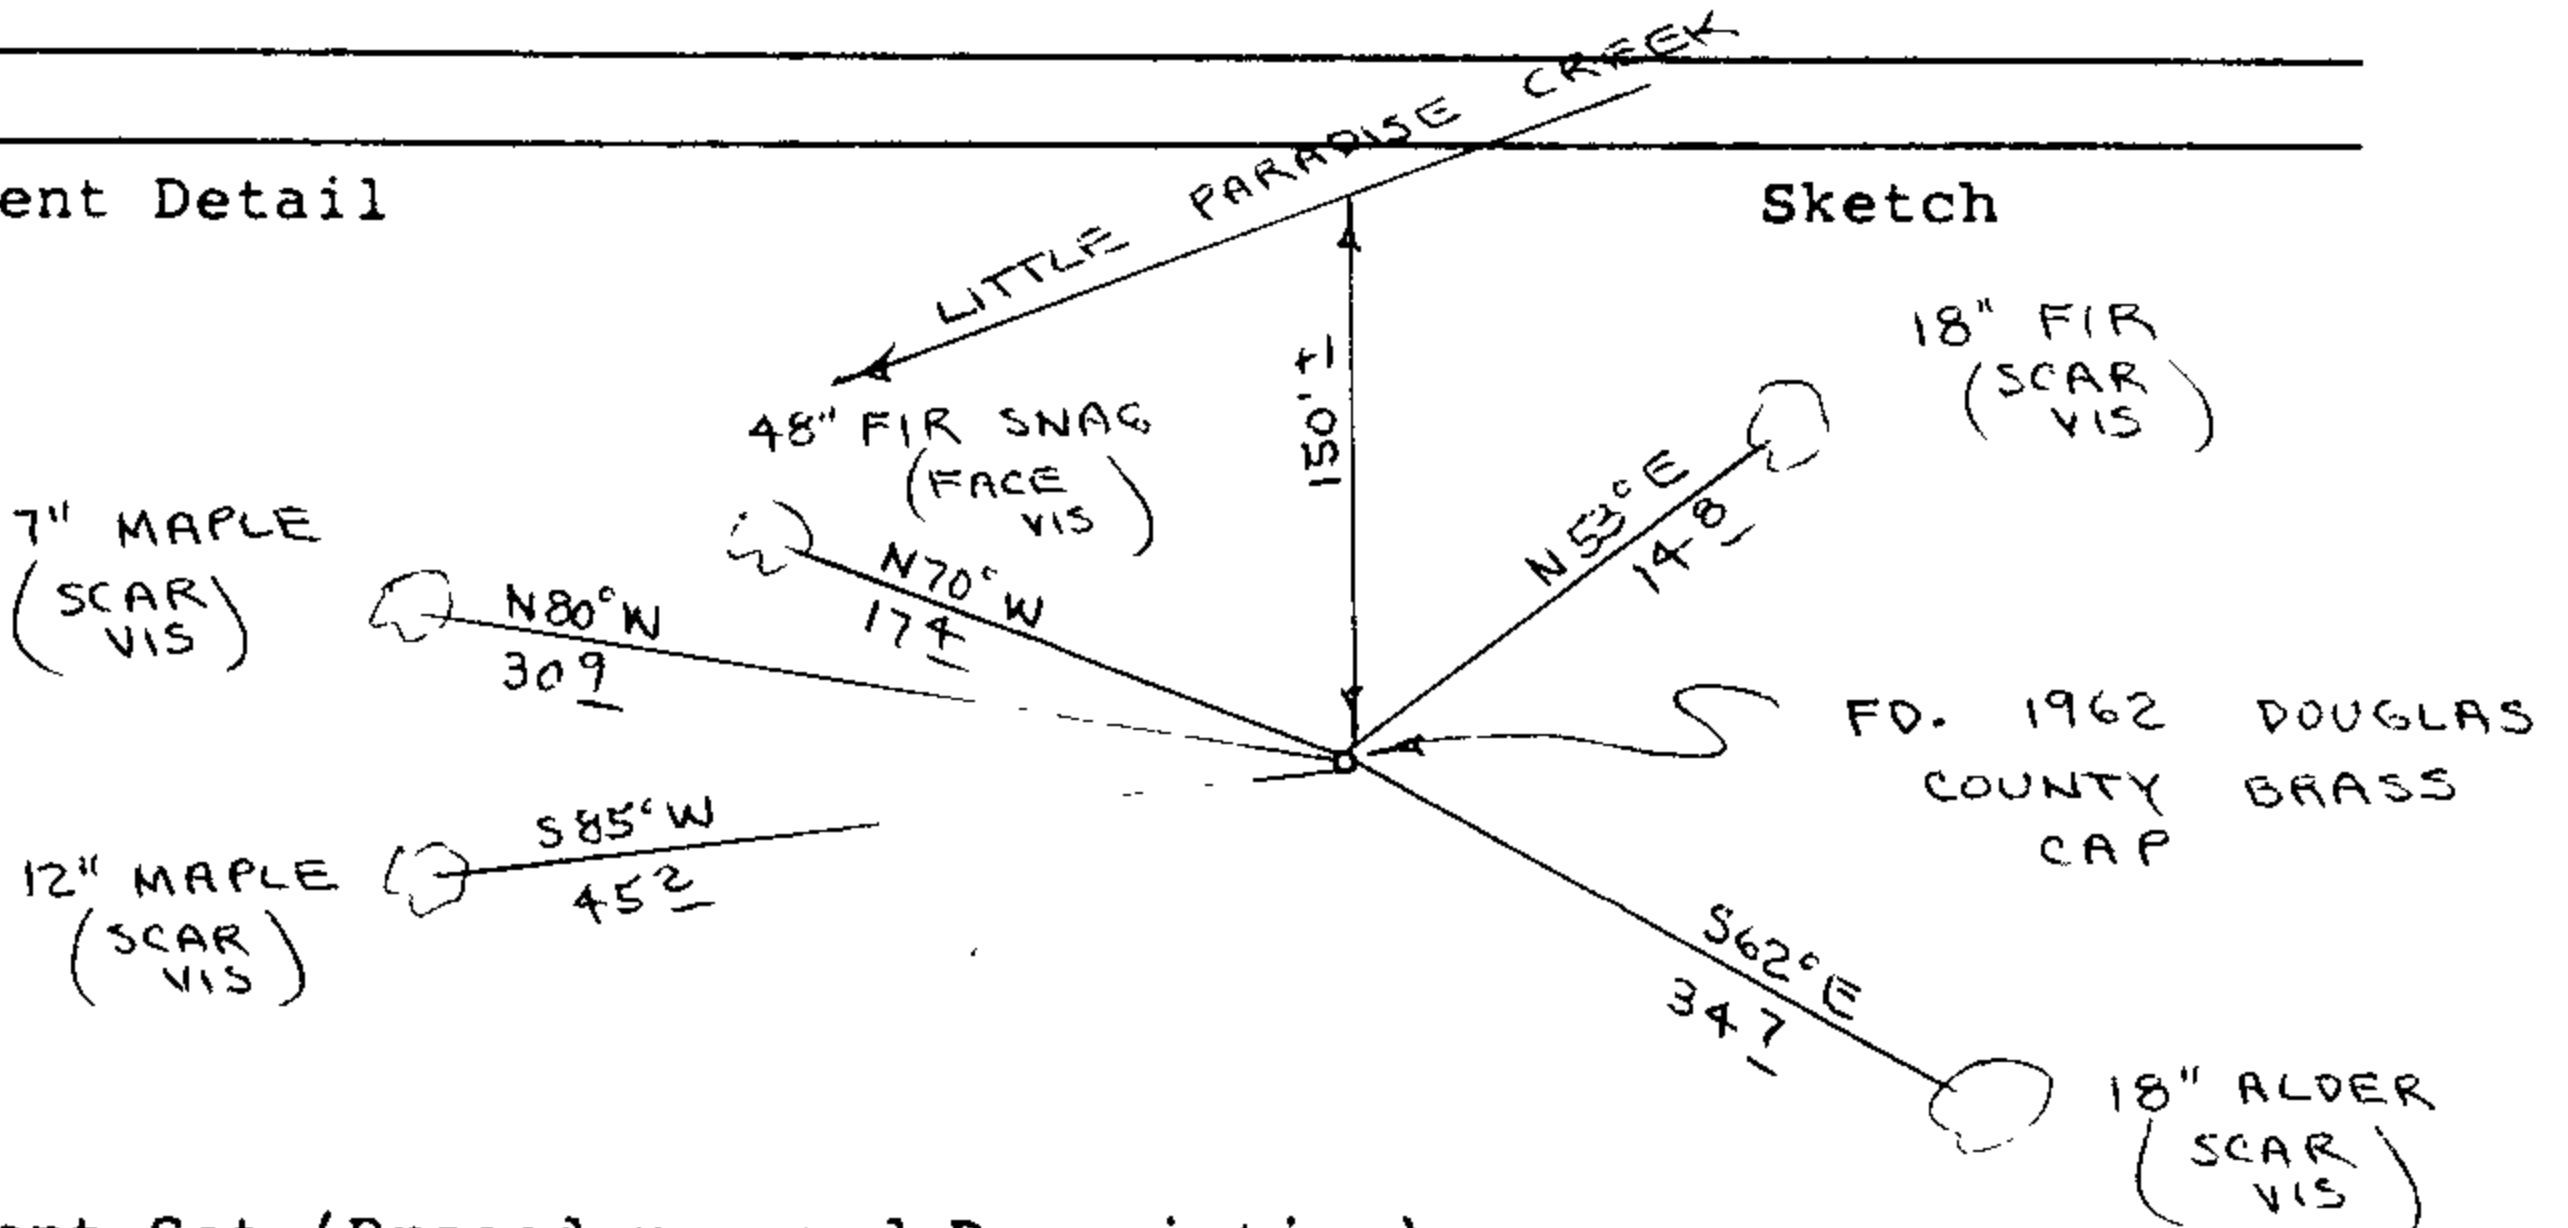 LITTLE PARADISE CREEK
ent Detail
Sketch
150' ±
18" FIR
(SCAR
VIS)
48" FIR SNAG
(FACE
VIS)
N 53° E
14 8
7" MAPLE
(SCAR
VIS)
N70°W
17 4
N80°W
30 9
FD. 1962 DOUGLAS
COUNTY BRASS
CAP
12" MAPLE
(SCAR
VIS)
S85°W
45 2
S62°E
34 7
18" ALDER
(SCAR
VIS)